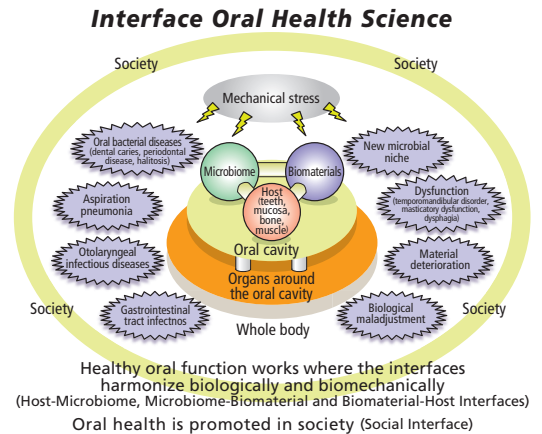 Interface Oral Health Science
Society
Society
Mechanical stress
Oral bacterial diseases
(dental caries, periodontal
disease, halitosis)
New microbial
niche
Microbiome
Biomaterials
Host
(teeth,
mucosa,
bone,
muscle)
Aspiration
pneumonia
Dysfunction
(temporomandibular disorder,
masticatory dysfunction,
dysphagia)
Oral cavity
Otolaryngeal
infectious diseases
Material
deterioration
Organs around
the oral cavity
Society
Society
Gastrointestinal
tract infectnos
Biological
maladjustment
Whole body
Healthy oral function works where the interfaces
harmonize biologically and biomechanically
(Host-Microbiome, Microbiome-Biomaterial and Biomaterial-Host Interfaces)
Oral health is promoted in society (Social Interface)